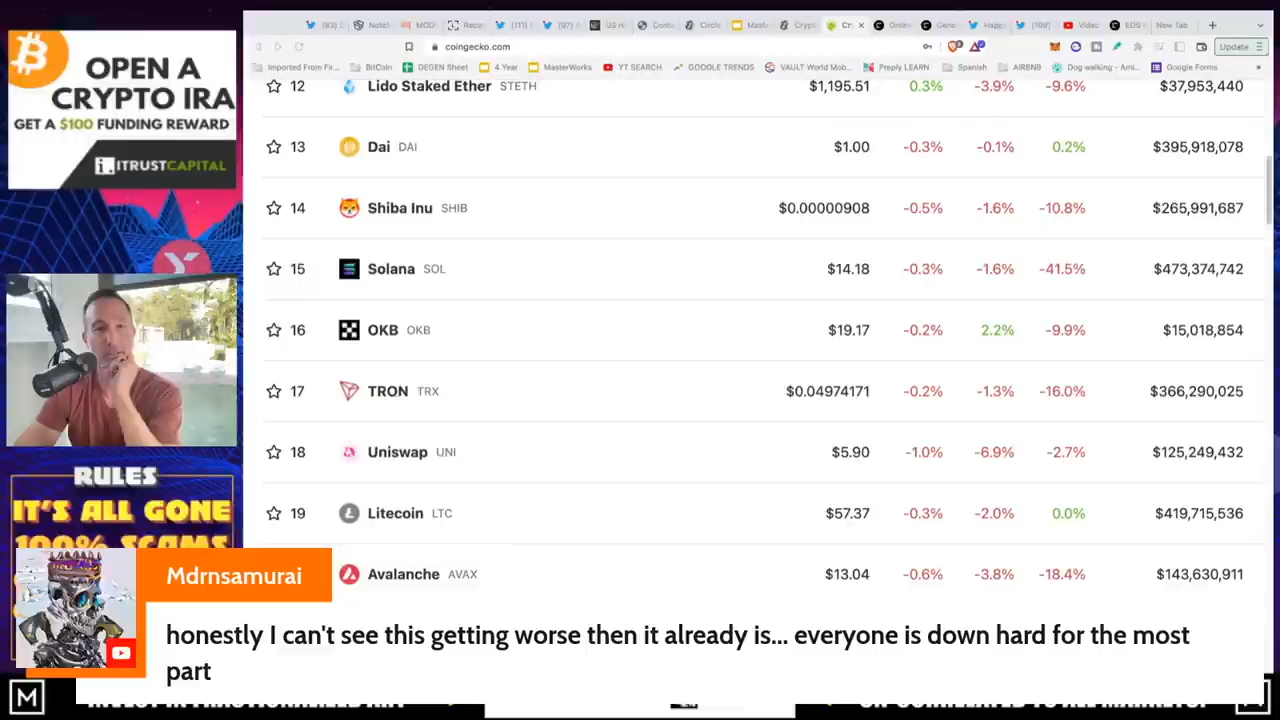 OPEN A
CRYPTO IRA
GET A $100 FUNDING REWARD
iTRUSTCAPITAL
RULES
IT'S ALL GONE
100% SCAMS
coingecko.com
Update
Imported From Fir...
BitCoin
DEGEN Sheet
4 Year
MasterWorks
YT SEARCH
GOOGLE TRENDS
VAULT World Mob...
Preply LEARN
Spanish
AIRBNB
Dog walking - Ami...
Google Forms
12 Lido Staked Ether STETH $1,195.51 0.3% -3.9% -9.6% $37,953,440
13 Dai DAI $1.00 -0.3% -0.1% 0.2% $395,918,078
14 Shiba Inu SHIB $0.00000908 -0.5% -1.6% -10.8% $265,991,687
15 Solana SOL $14.18 -0.3% -1.6% -41.5% $473,374,742
16 OKB OKB $19.17 -0.2% 2.2% -9.9% $15,018,854
17 TRON TRX $0.04974171 -0.2% -1.3% -16.0% $366,290,025
18 Uniswap UNI $5.90 -1.0% -6.9% -2.7% $125,249,432
19 Litecoin LTC $57.37 -0.3% -2.0% 0.0% $419,715,536
Avalanche AVAX $13.04 -0.6% -3.8% -18.4% $143,630,911
Mdrnsamurai
honestly I can't see this getting worse then it already is... everyone is down hard for the most
part